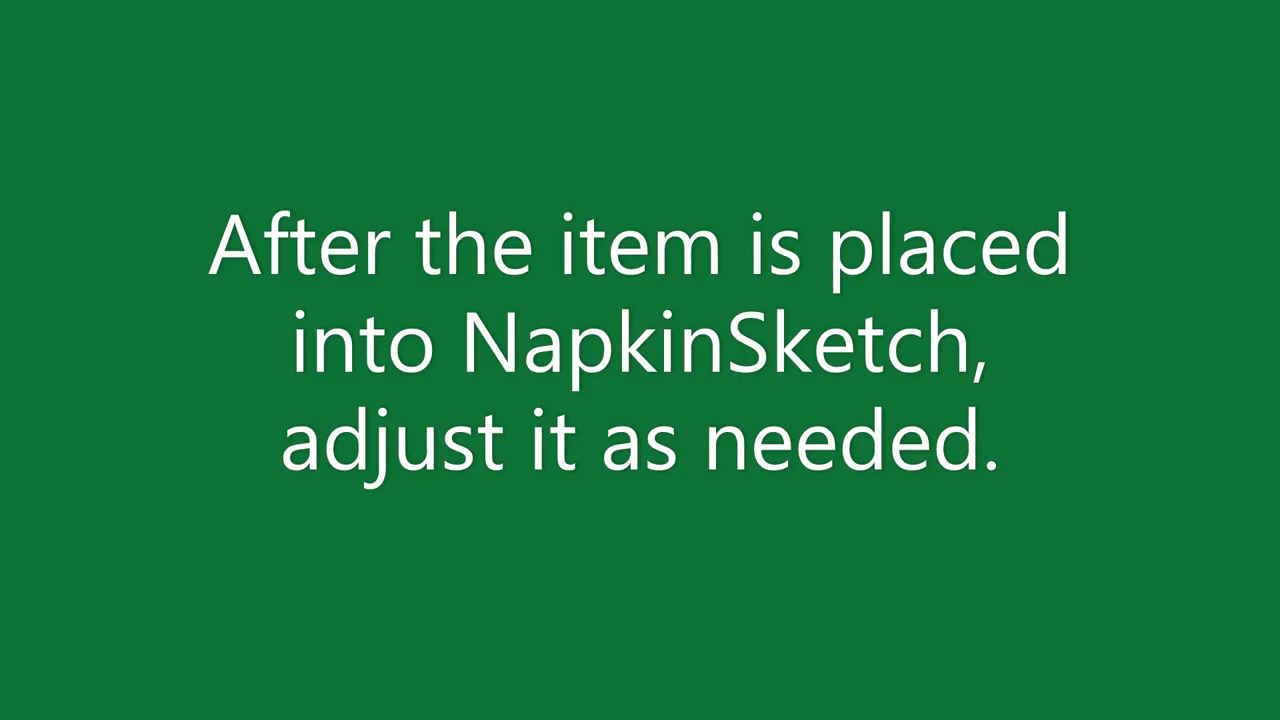 After the item is placed
into NapkinSketch,
adjust it as needed.